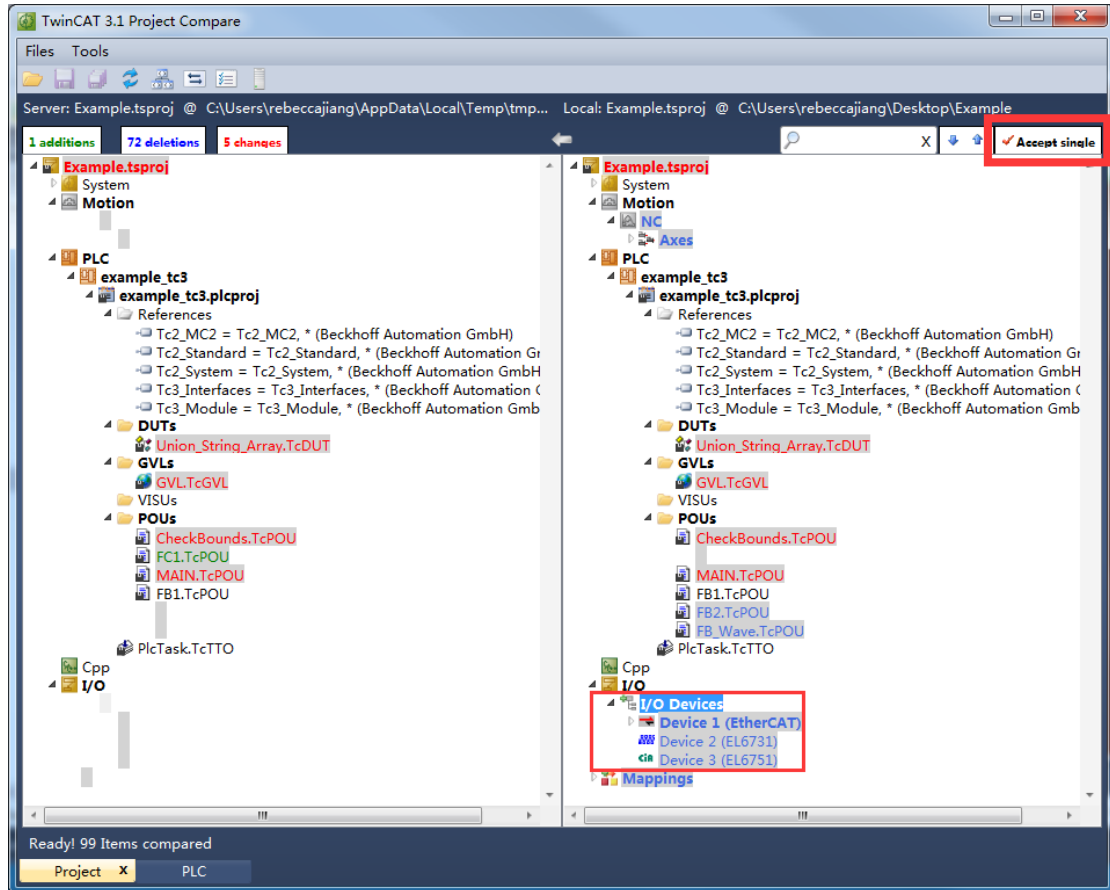 TwinCAT 3.1 Project Compare
Files Tools
Server: Example.tsproj @ C:\Users\rebeccajiang\AppData\Local\Temp\tmp... Local: Example.tsproj @ C:\Users\rebeccajiang\Desktop\Example
1 additions 72 deletions 5 changes X Accept single
Example.tsproj
System
Motion
PLC
example_tc3
example_tc3.plcproj
References
Tc2_MC2 = Tc2_MC2, * (Beckhoff Automation GmbH)
Tc2_Standard = Tc2_Standard, * (Beckhoff Automation Gr
Tc2_System = Tc2_System, * (Beckhoff Automation GmbH
Tc3_Interfaces = Tc3_Interfaces, * (Beckhoff Automation (
Tc3_Module = Tc3_Module, * (Beckhoff Automation Gmb
DUTs
Union_String_Array.TcDUT
GVLs
GVL.TcGVL
VISUs
POUs
CheckBounds.TcPOU
FC1.TcPOU
MAIN.TcPOU
FB1.TcPOU
PlcTask.TcTTO
Cpp
I/O
Example.tsproj
System
Motion
NC
Axes
PLC
example_tc3
example_tc3.plcproj
References
Tc2_MC2 = Tc2_MC2, * (Beckhoff Automation GmbH)
Tc2_Standard = Tc2_Standard, * (Beckhoff Automation Gr
Tc2_System = Tc2_System, * (Beckhoff Automation GmbH
Tc3_Interfaces = Tc3_Interfaces, * (Beckhoff Automation (
Tc3_Module = Tc3_Module, * (Beckhoff Automation Gmb
DUTs
Union_String_Array.TcDUT
GVLs
GVL.TcGVL
VISUs
POUs
CheckBounds.TcPOU
MAIN.TcPOU
FB1.TcPOU
FB2.TcPOU
FB_Wave.TcPOU
PlcTask.TcTTO
Cpp
I/O
I/O Devices
Device 1 (EtherCAT)
Device 2 (EL6731)
Device 3 (EL6751)
Mappings
Ready! 99 Items compared
Project X PLC